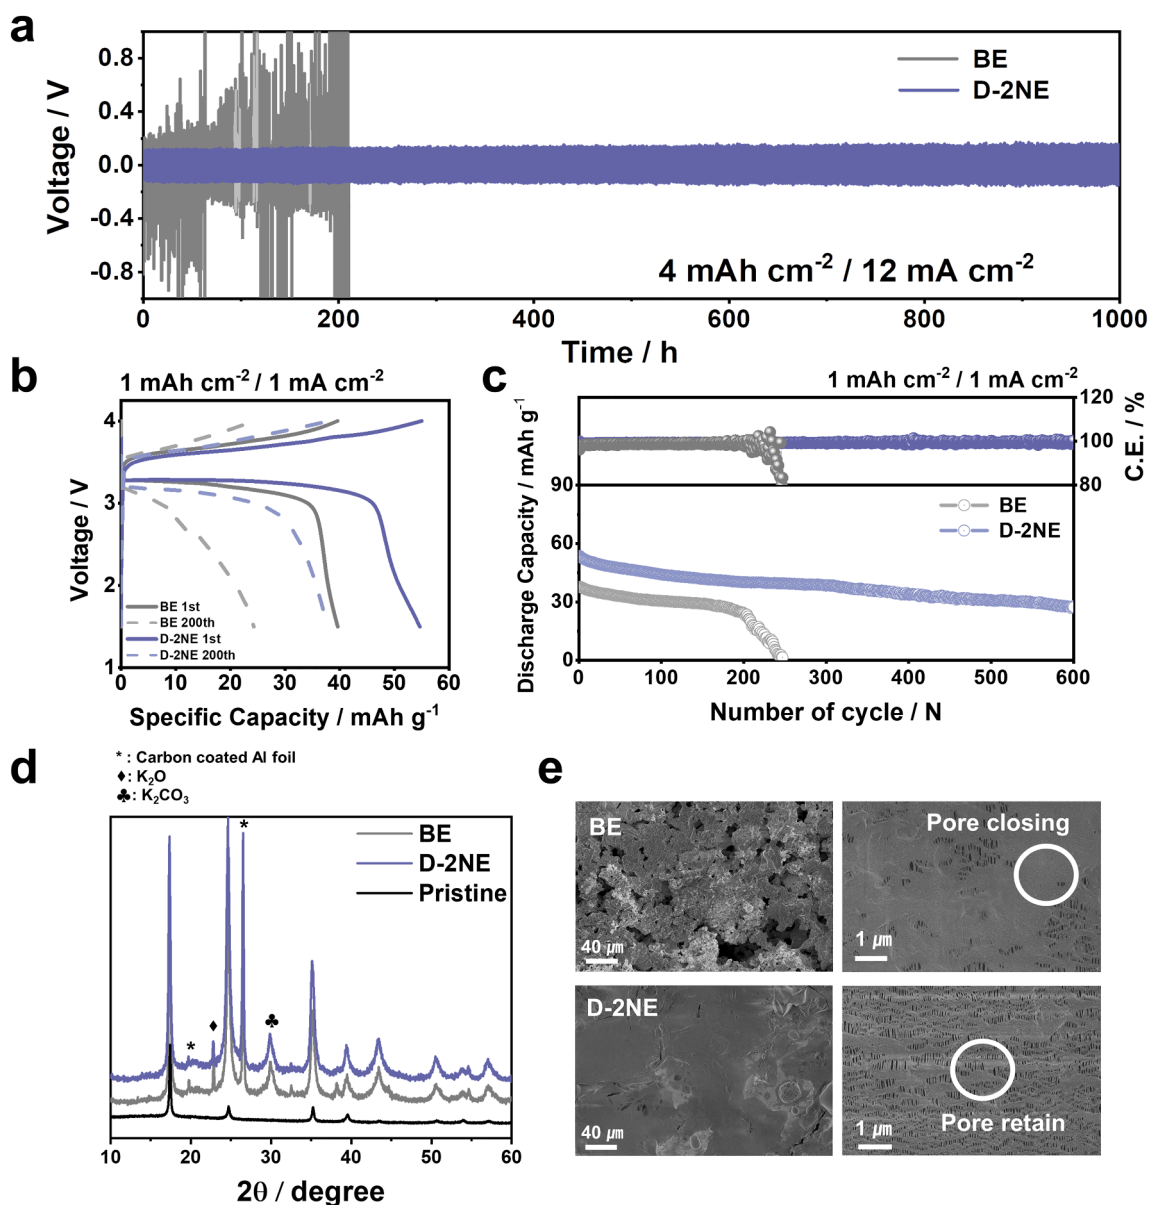 a
BE
D-2NE
0.8
0.4
0.0
-0.4
-0.8
Voltage / V
4 mAh cm⁻² / 12 mA cm⁻²
0 200 400 600 800 1000
Time / h
b
1 mAh cm⁻² / 1 mA cm⁻²
4
3
2
1
Voltage / V
BE 1st
BE 200th
D-2NE 1st
D-2NE 200th
0 10 20 30 40 50 60
Specific Capacity / mAh g⁻¹
c
1 mAh cm⁻² / 1 mA cm⁻²
120
100
80
C.E. / %
90
60
30
0
Discharge Capacity / mAh g⁻¹
BE
D-2NE
0 100 200 300 400 500 600
Number of cycle / N
d
* : Carbon coated Al foil
♦: K₂O
♣: K₂CO₃
BE
D-2NE
Pristine
*
*
♦
♣
10 20 30 40 50 60
2θ / degree
e
BE
40 μm
Pore closing
1 μm
D-2NE
40 μm
Pore retain
1 μm